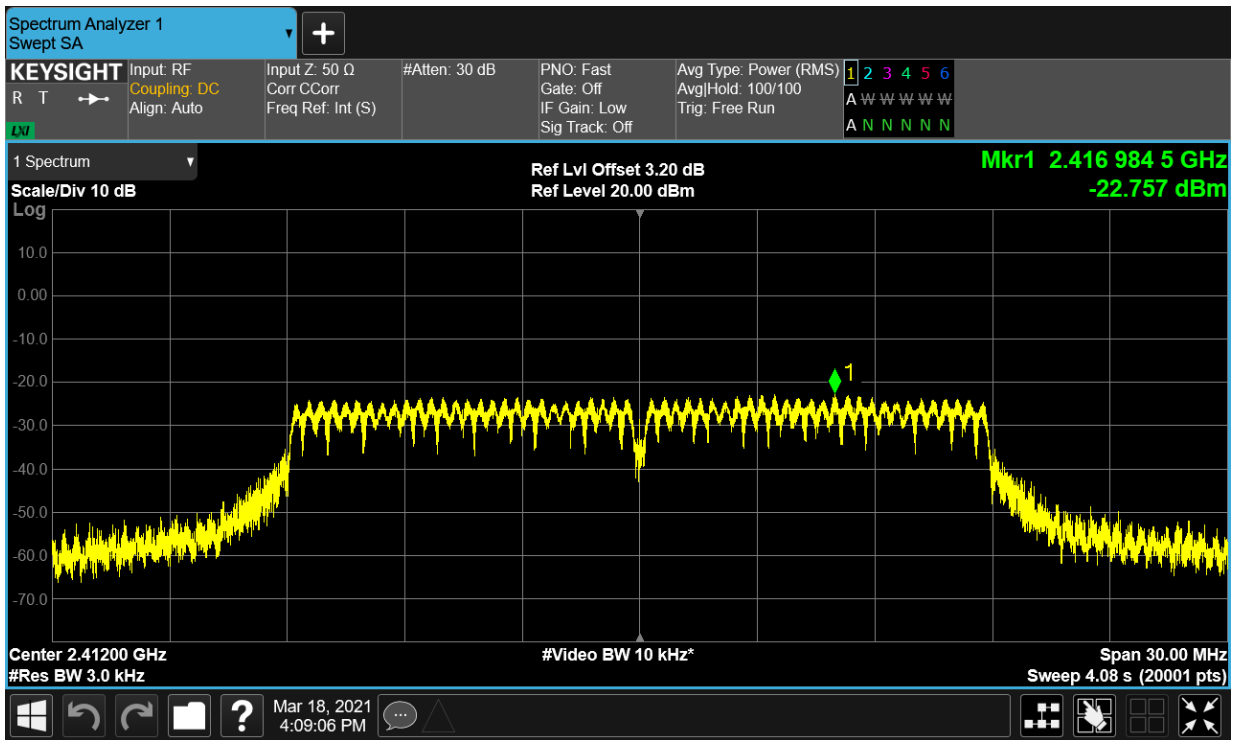 Spectrum Analyzer 1
Swept SA
+
KEYSIGHT
R T
LXI
Input: RF
Coupling: DC
Align: Auto
Input Z: 50 Ω
Corr CCorr
Freq Ref: Int (S)
#Atten: 30 dB
PNO: Fast
Gate: Off
IF Gain: Low
Sig Track: Off
Avg Type: Power (RMS)
Avg|Hold: 100/100
Trig: Free Run
1 2 3 4 5 6
A W W W W W
A N N N N N
1 Spectrum
Scale/Div 10 dB
Log
Ref Lvl Offset 3.20 dB
Ref Level 20.00 dBm
Mkr1 2.416 984 5 GHz
-22.757 dBm
10.0
0.00
-10.0
-20.0
-30.0
-40.0
-50.0
-60.0
-70.0
1
Center 2.41200 GHz
#Res BW 3.0 kHz
#Video BW 10 kHz*
Span 30.00 MHz
Sweep 4.08 s (20001 pts)
?
Mar 18, 2021
4:09:06 PM